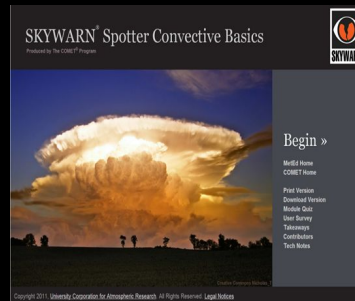 SKYWARN® Spotter Convective Basics
Produced by The COMET® Program
SKYWARN
Begin »
MetEd Home
COMET Home
Print Version
Download Version
Module Quiz
User Survey
Takeaways
Contributors
Tech Notes
Copyright 2011, University Corporation for Atmospheric Research. All Rights Reserved. Legal Notices